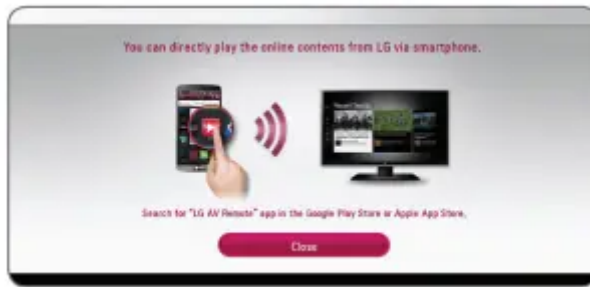 You can directly play the online contents from LG via smartphone.
Search for "LG AV Remote" app in the Google Play Store or Apple App Store.
Close